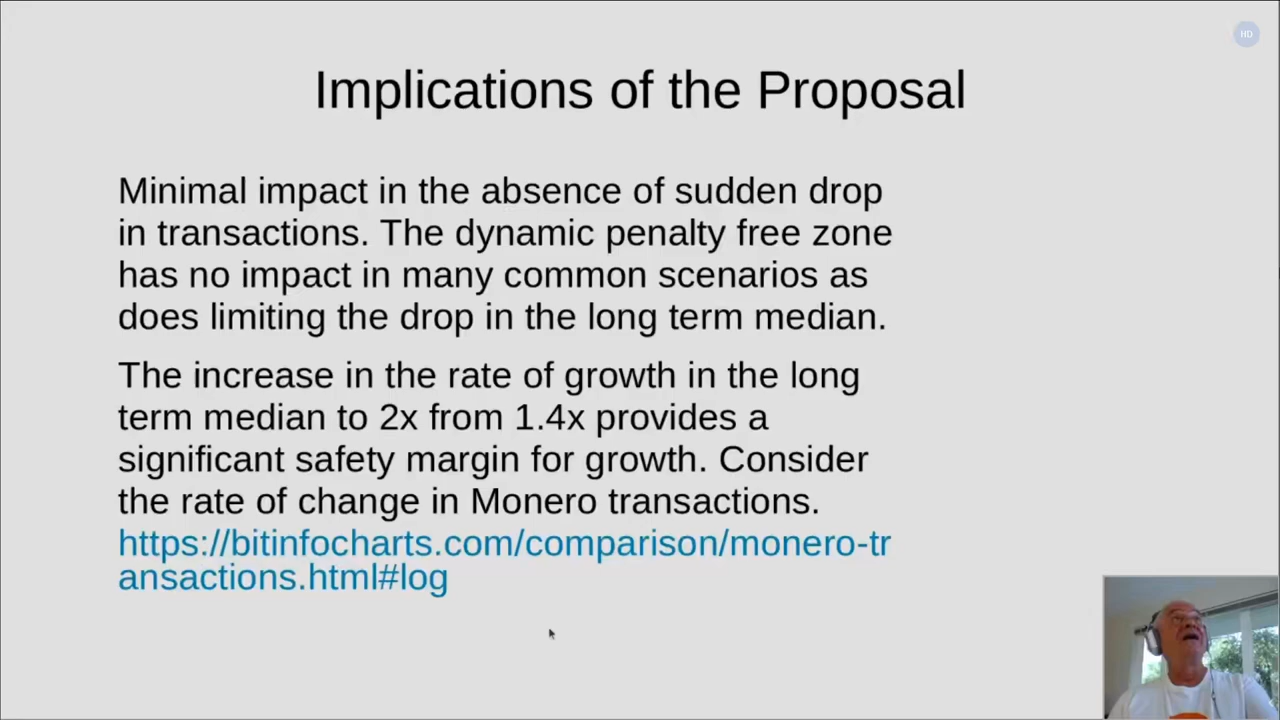 HD
Implications of the Proposal
Minimal impact in the absence of sudden drop
in transactions. The dynamic penalty free zone
has no impact in many common scenarios as
does limiting the drop in the long term median.
The increase in the rate of growth in the long
term median to 2x from 1.4x provides a
significant safety margin for growth. Consider
the rate of change in Monero transactions.
https://bitinfocharts.com/comparison/monero-tr
ansactions.html#log